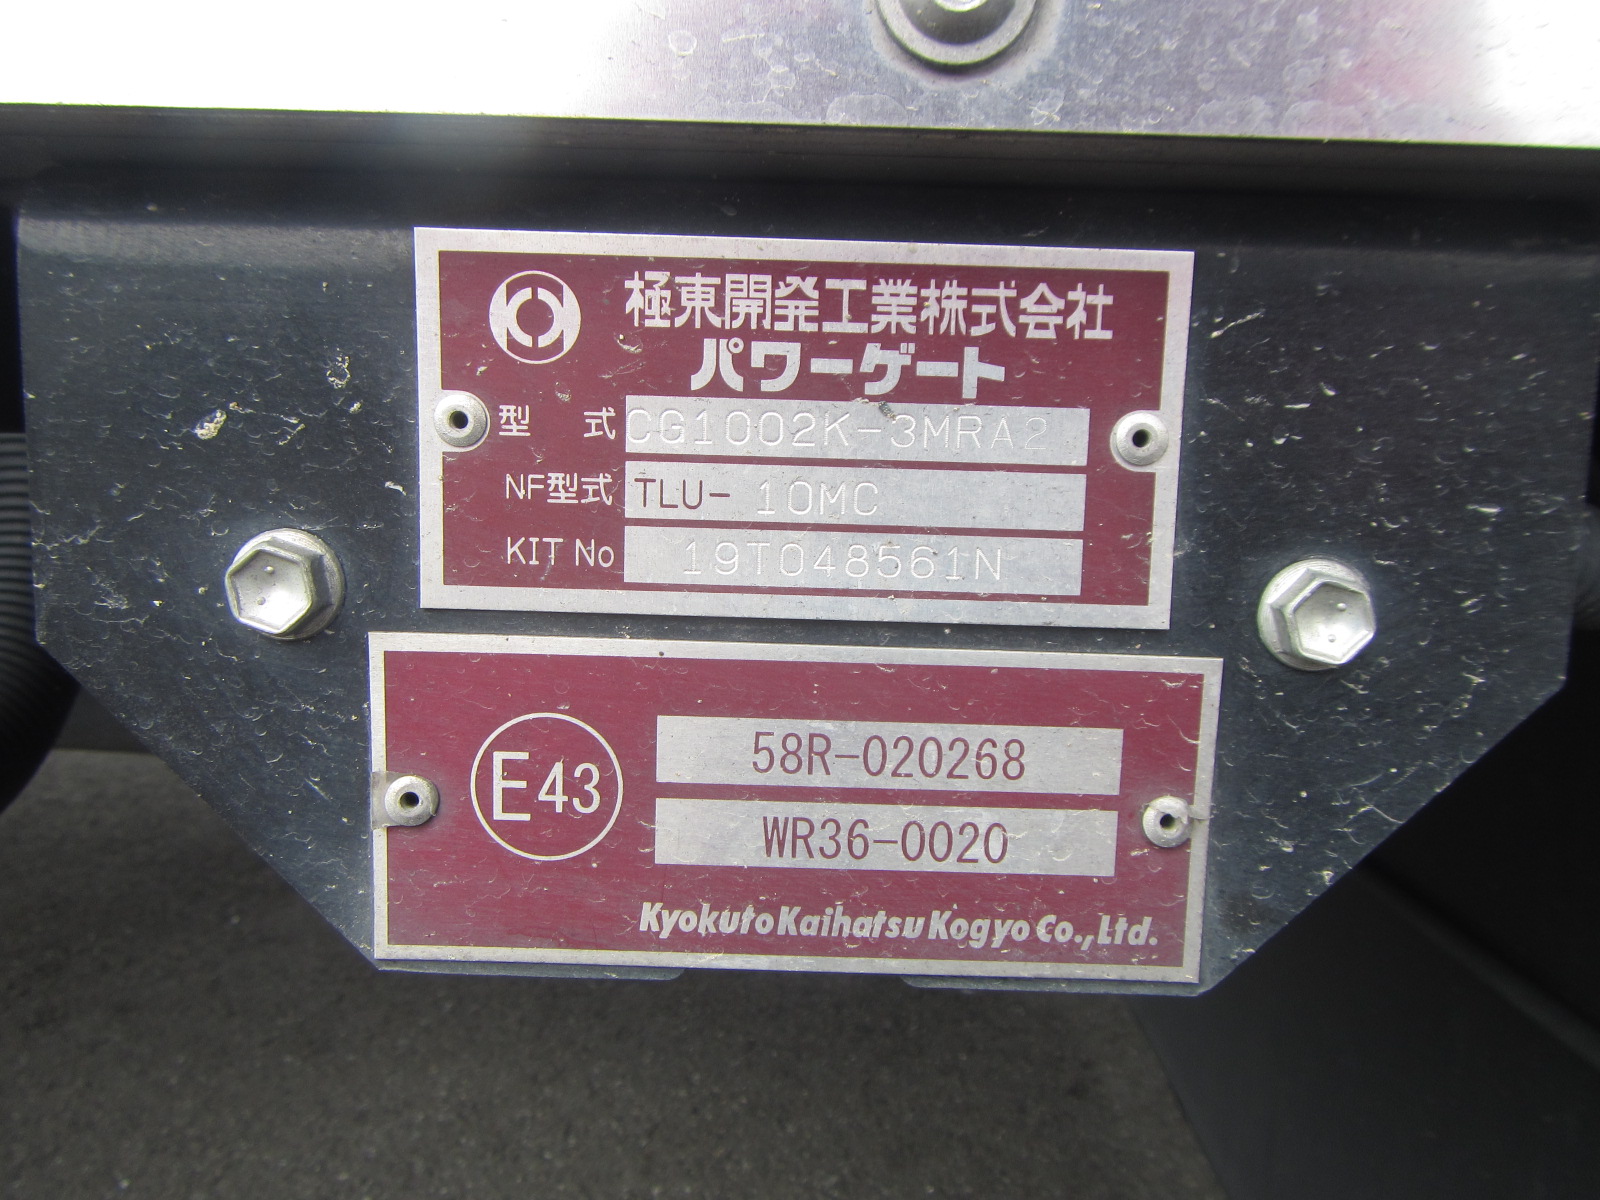 極東開発工業株式会社
パワーゲート
型 式 CG1002K-3MRA2
NF型式 TLU- 10MC
KIT No 19T048561N
E43
58R-020268
WR36-0020
Kyokuto Kaihatsu Kogyo Co., Ltd.